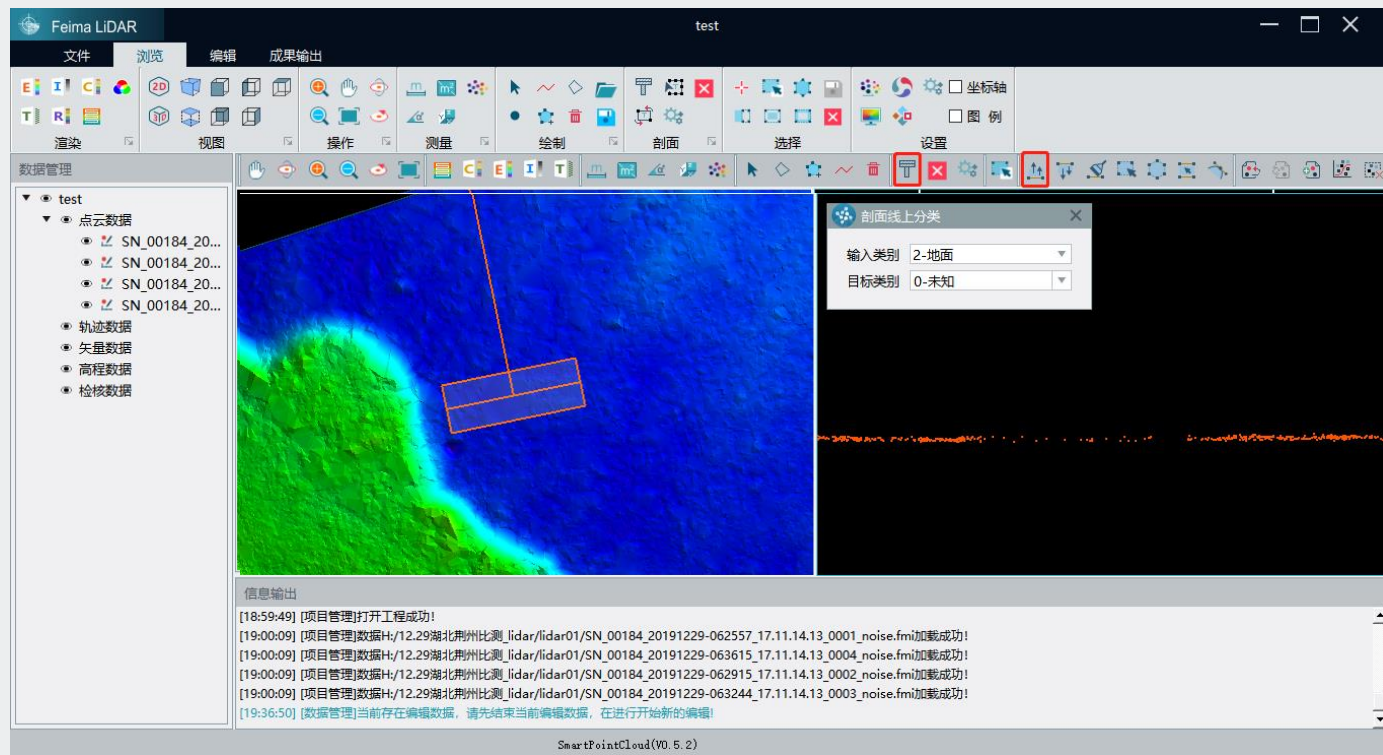 Feima LiDAR
test
文件 浏览 编辑 成果输出
坐标轴
图 例
渲染 视图 操作 测量 绘制 剖面 选择 设置
数据管理
test
点云数据
SN_00184_20...
SN_00184_20...
SN_00184_20...
SN_00184_20...
轨迹数据
矢量数据
高程数据
检核数据
剖面线上分类
输入类别 2-地面
目标类别 0-未知
信息输出
[18:59:49] [项目管理]打开工程成功!
[19:00:09] [项目管理]数据H:/12.29湖北荆州比测_lidar/lidar01/SN_00184_20191229-062557_17.11.14.13_0001_noise.fmi加载成功!
[19:00:09] [项目管理]数据H:/12.29湖北荆州比测_lidar/lidar01/SN_00184_20191229-063615_17.11.14.13_0004_noise.fmi加载成功!
[19:00:09] [项目管理]数据H:/12.29湖北荆州比测_lidar/lidar01/SN_00184_20191229-062915_17.11.14.13_0002_noise.fmi加载成功!
[19:00:09] [项目管理]数据H:/12.29湖北荆州比测_lidar/lidar01/SN_00184_20191229-063244_17.11.14.13_0003_noise.fmi加载成功!
[19:36:50] [数据管理]当前存在编辑数据，请先结束当前编辑数据，在进行开始新的编辑!
SmartPointCloud(V0.5.2)